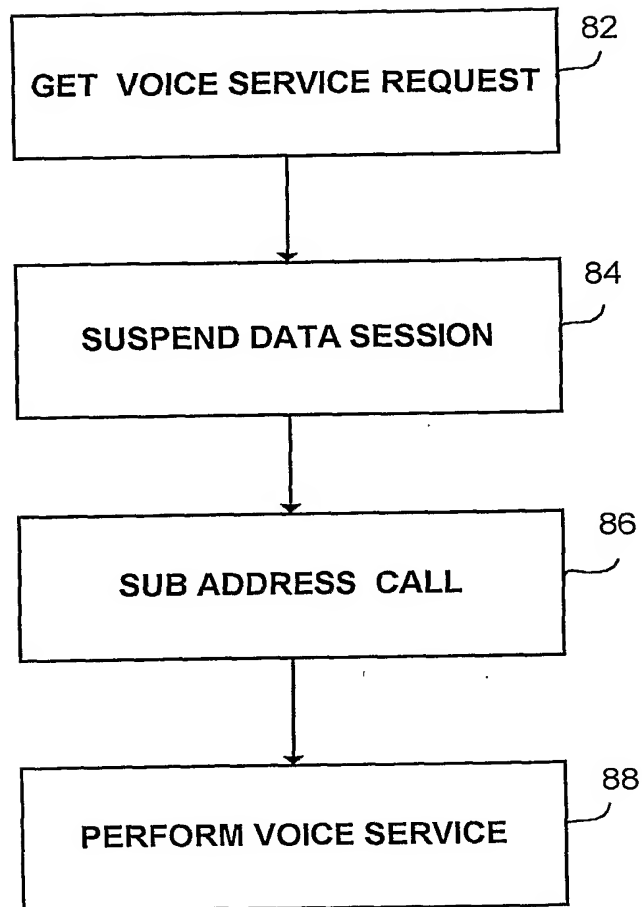 82
GET VOICE SERVICE REQUEST
84
SUSPEND DATA SESSION
86
SUB ADDRESS CALL
88
PERFORM VOICE SERVICE